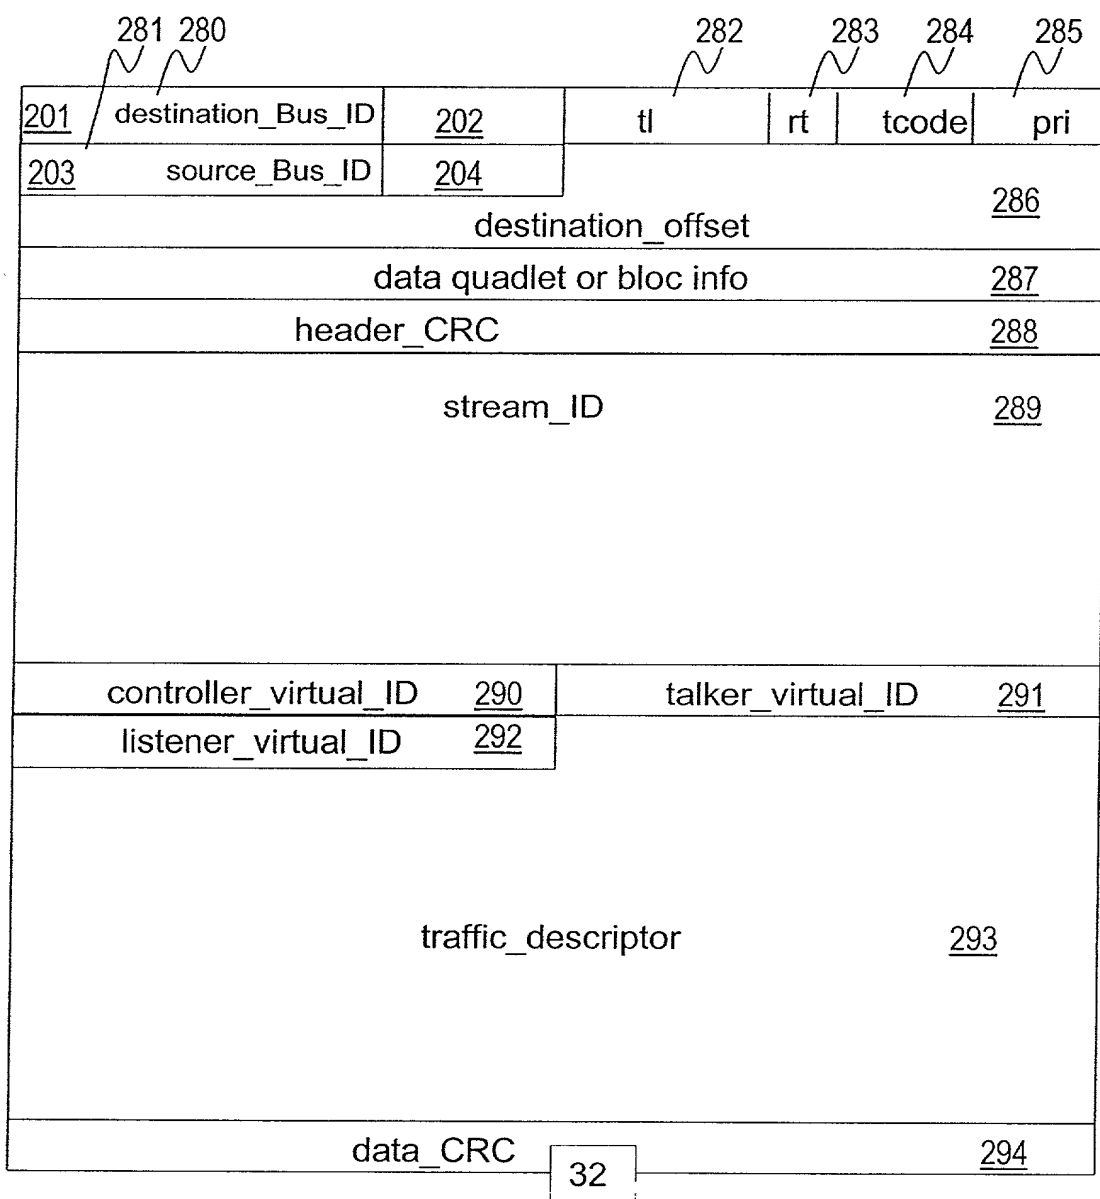 281 280 282 283 284 285
201 destination_Bus_ID 202 tl rt tcode pri
203 source_Bus_ID 204
286
destination_offset
data quadlet or bloc info 287
header_CRC 288
stream_ID 289
controller_virtual_ID 290 talker_virtual_ID 291
listener_virtual_ID 292
traffic_descriptor 293
data_CRC 294
32